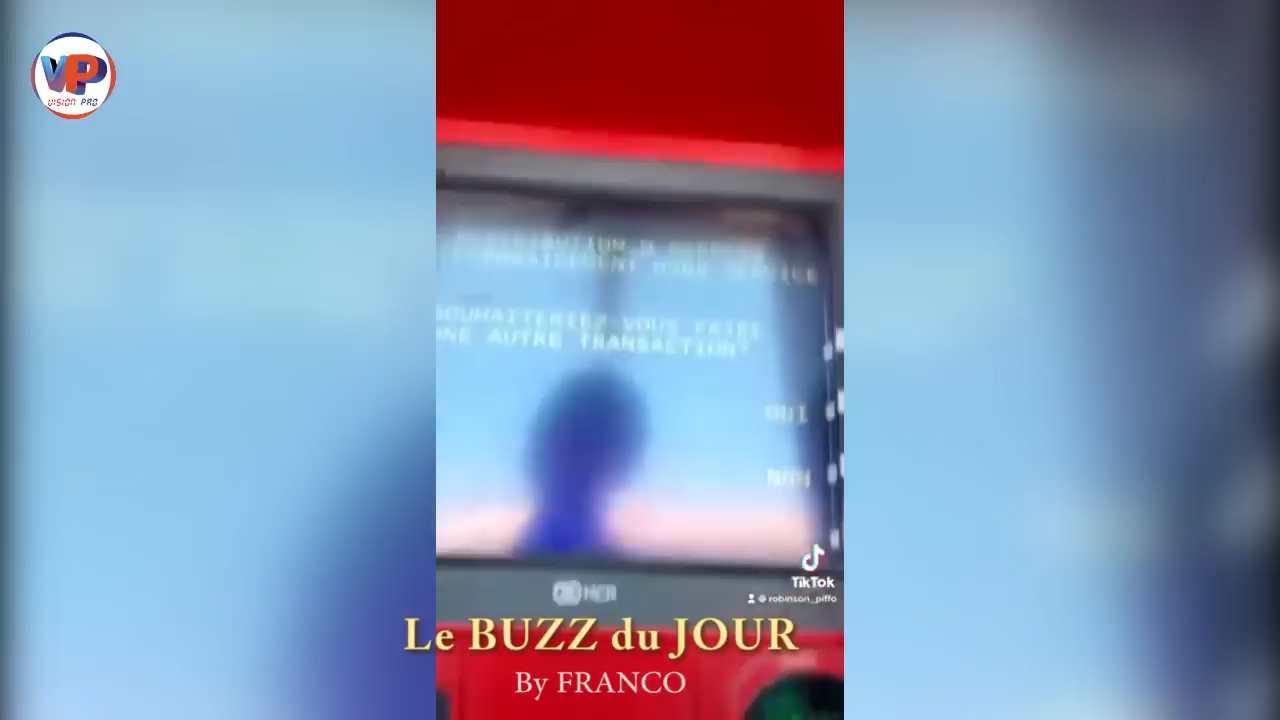 VP
VISION PRO
SOUHAITERIEZ-VOUS FAIRE
UNE AUTRE TRANSACTION?
OUI
NON
NCR
TikTok
@ robinson_piffo
Le BUZZ du JOUR
By FRANCO